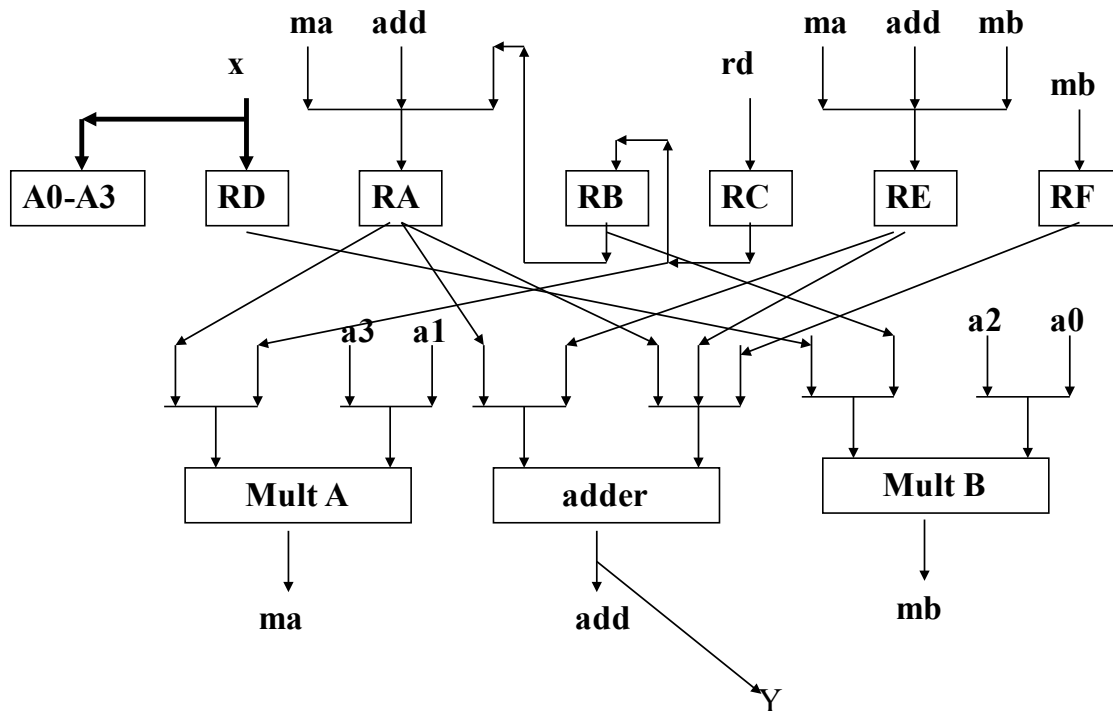 ma add ma add mb
x rd mb
A0-A3 RD RA RB RC RE RF
a3 a1 a2 a0
Mult A adder Mult B
ma add mb
Y